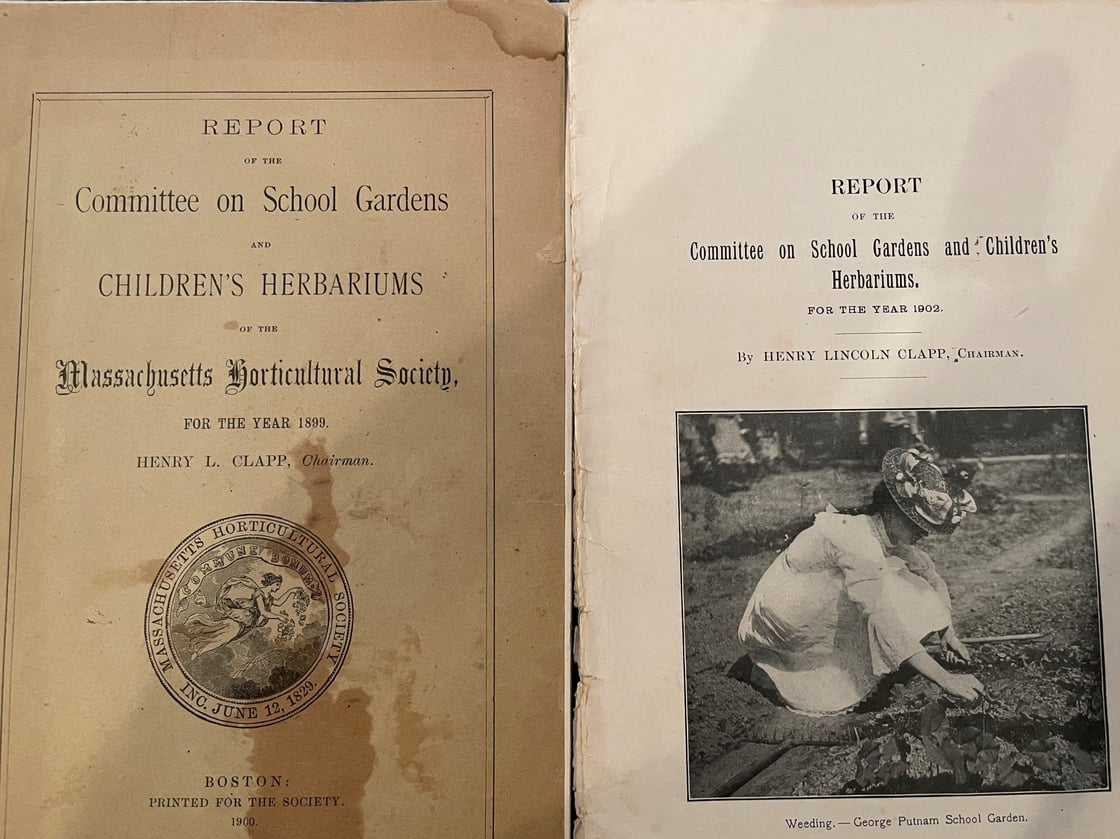 REPORT
OF THE
Committee on School Gardens
AND
CHILDREN'S HERBARIUMS
OF THE
Massachusetts Horticultural Society,
FOR THE YEAR 1899.
HENRY L. CLAPP, Chairman.
MASSACHUSETTS HORTICULTURAL SOCIETY
COMMUNE BONUM
INC. JUNE 12, 1829.
BOSTON:
PRINTED FOR THE SOCIETY.
1900.
REPORT
OF THE
Committee on School Gardens and Children's
Herbariums.
FOR THE YEAR 1902.
By HENRY LINCOLN CLAPP, CHAIRMAN.
Weeding. — George Putnam School Garden.